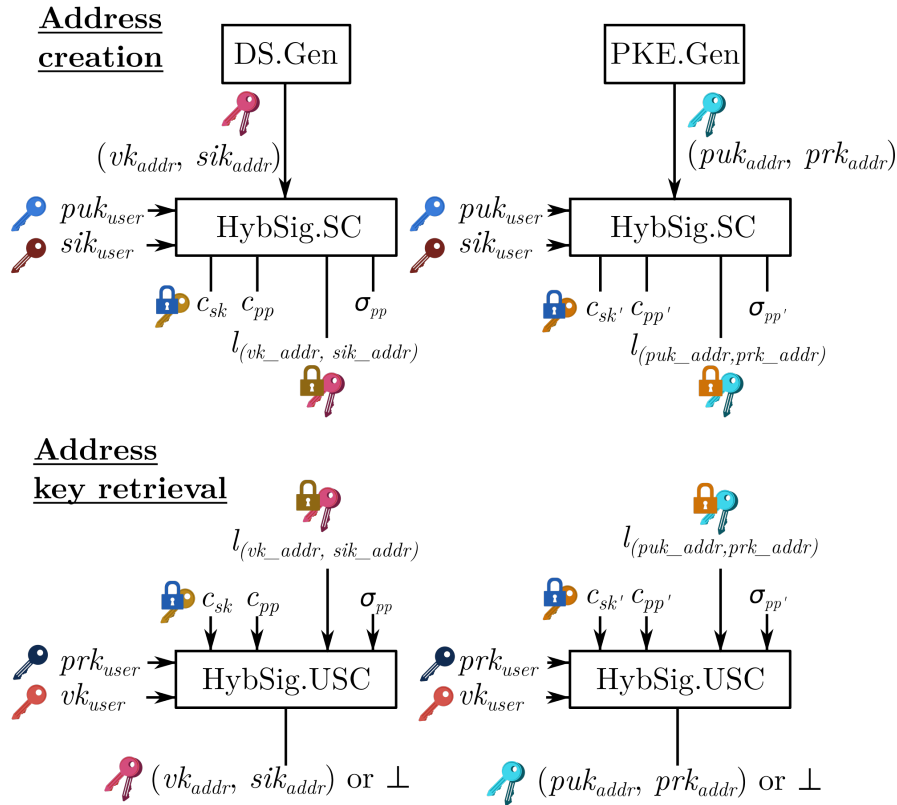 Address
creation
DS.Gen
PKE.Gen
(vk_addr, sik_addr)
(puk_addr, prk_addr)
puk_user
sik_user
HybSig.SC
puk_user
sik_user
HybSig.SC
c_sk c_pp σ_pp
c_sk' c_pp' σ_pp'
l_(vk_addr, sik_addr)
l_(puk_addr,prk_addr)
Address
key retrieval
l_(vk_addr, sik_addr)
l_(puk_addr,prk_addr)
c_sk c_pp σ_pp
c_sk' c_pp' σ_pp'
prk_user
vk_user
HybSig.USC
prk_user
vk_user
HybSig.USC
(vk_addr, sik_addr) or ⊥
(puk_addr, prk_addr) or ⊥